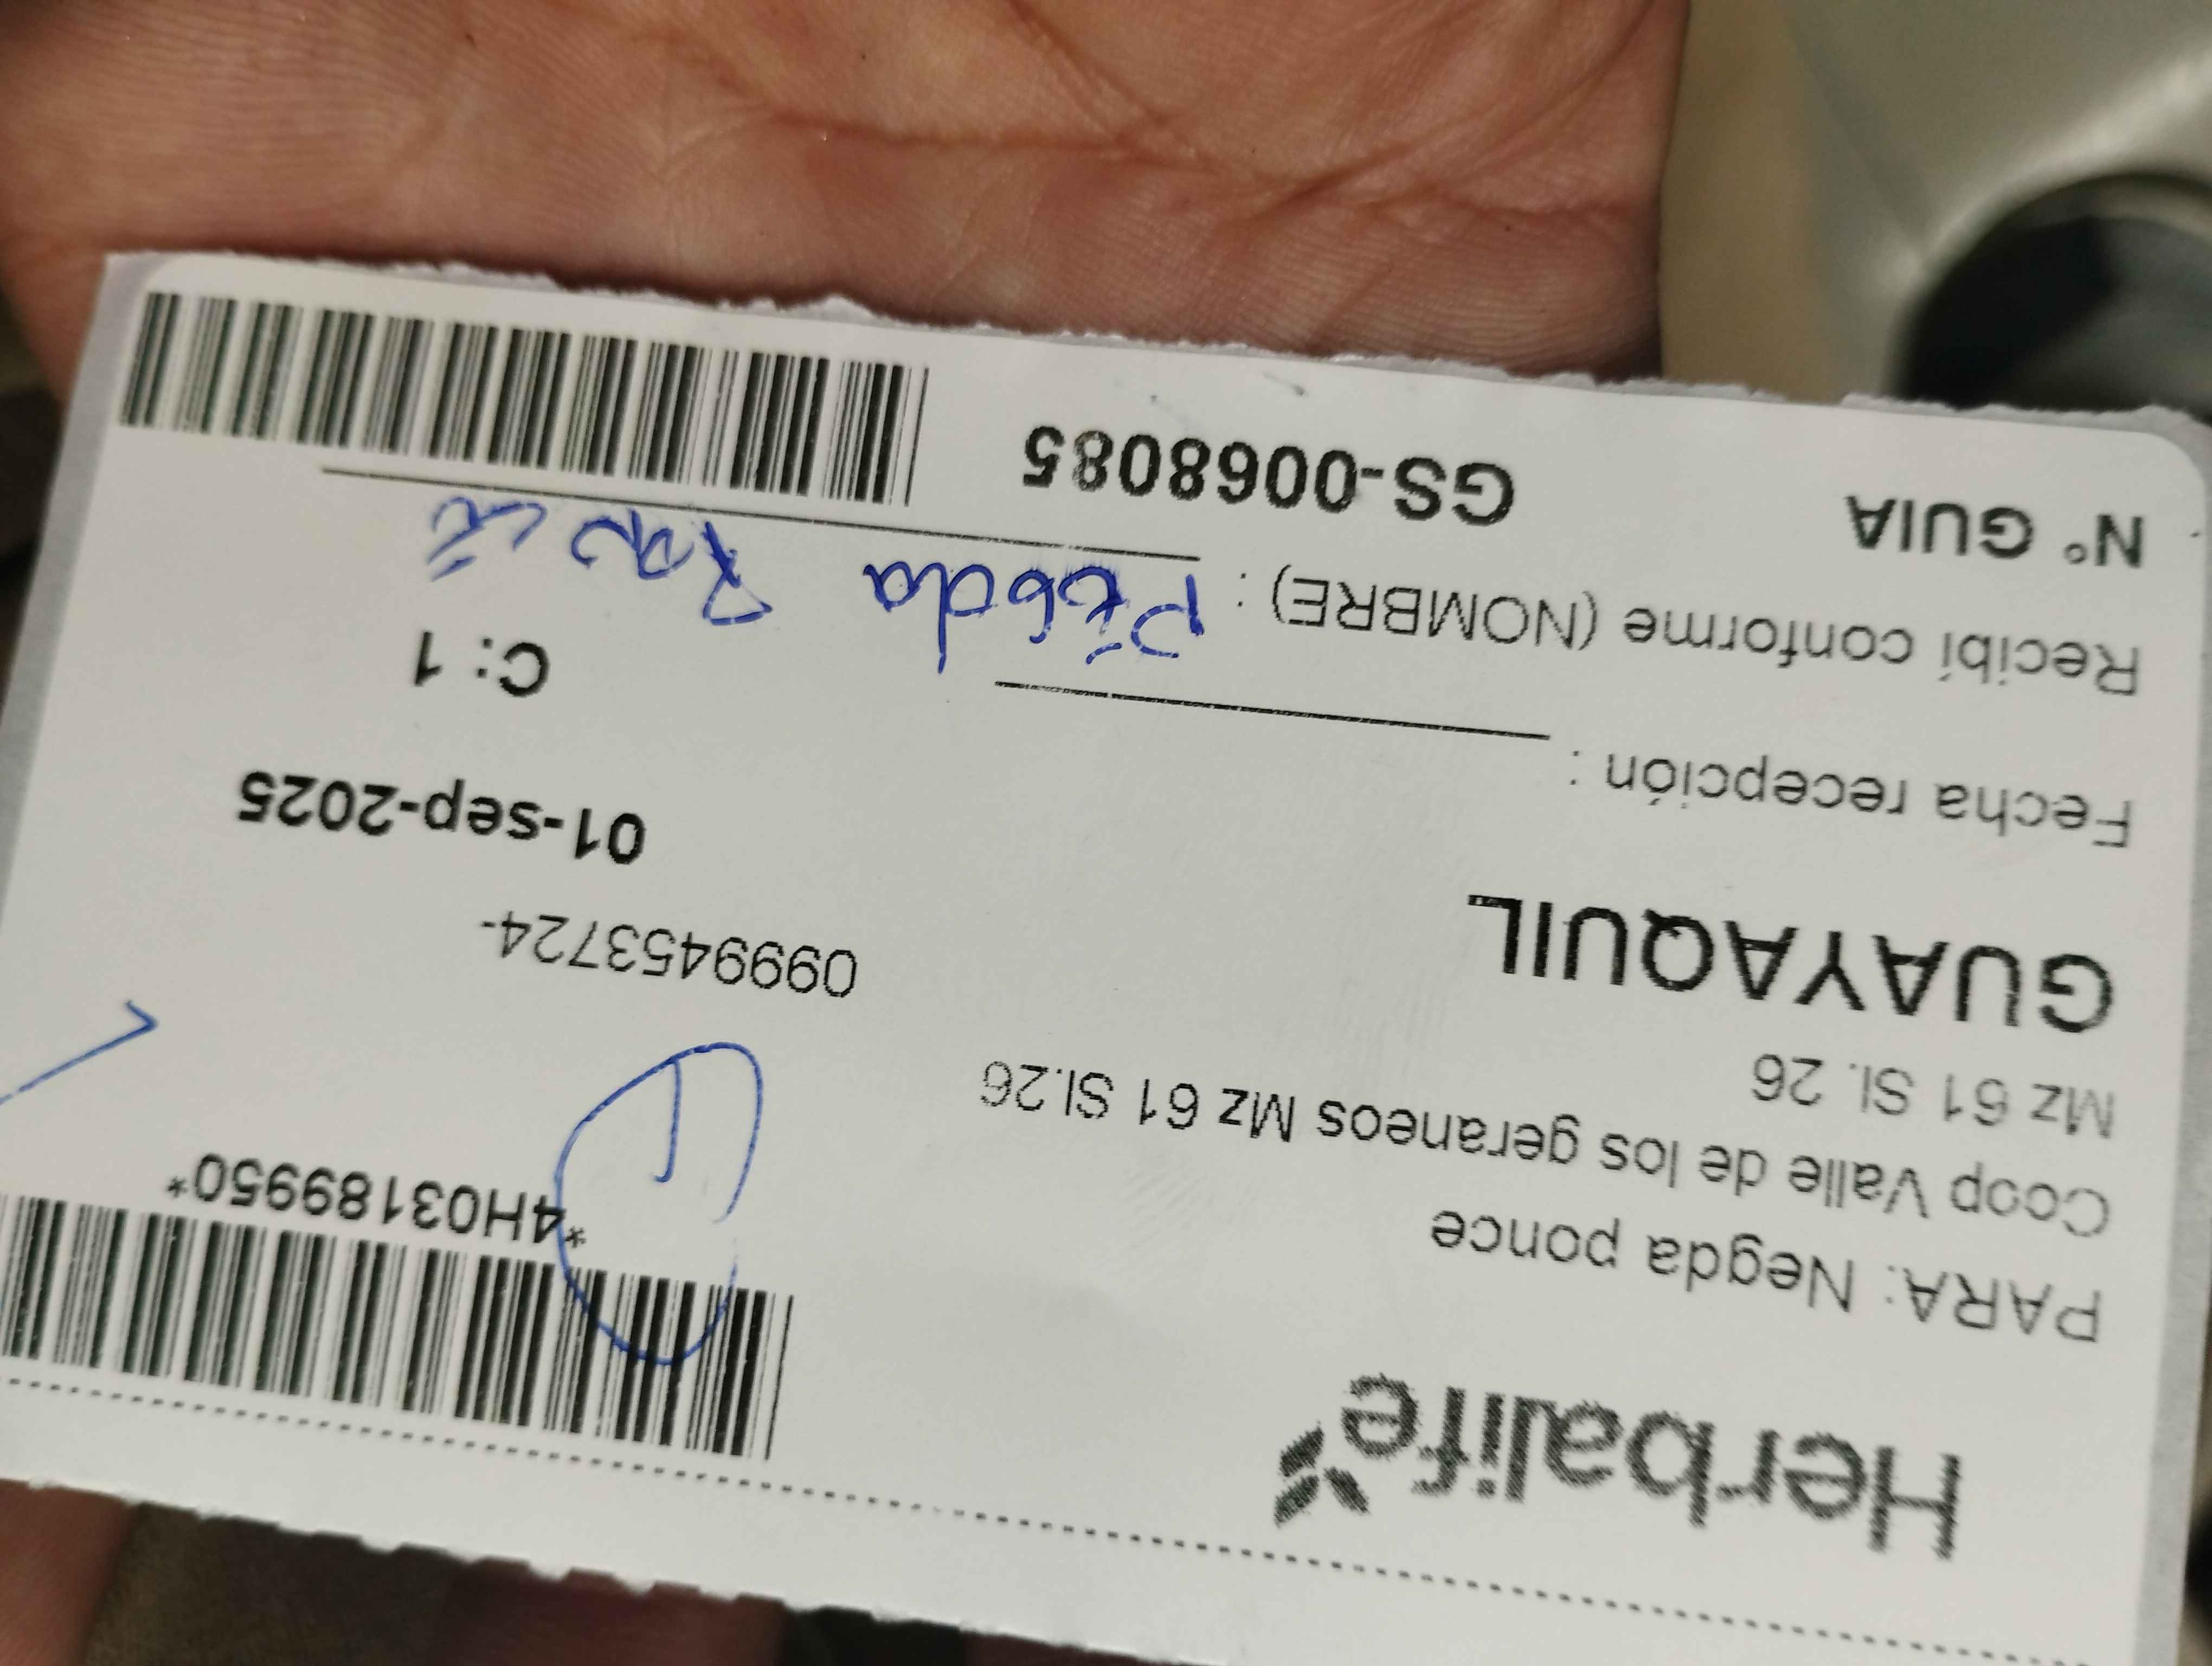 Herbalife
*4H03189950*
PARA: Negda ponce
Coop Valle de los geraneos Mz 61 Sl.26
Mz 61 Sl. 26
0999453724-
GUAYAQUIL
01-sep-2025
Fecha recepción :
C: 1
Recibí conforme (NOMBRE) :
N° GUIA GS-0068085